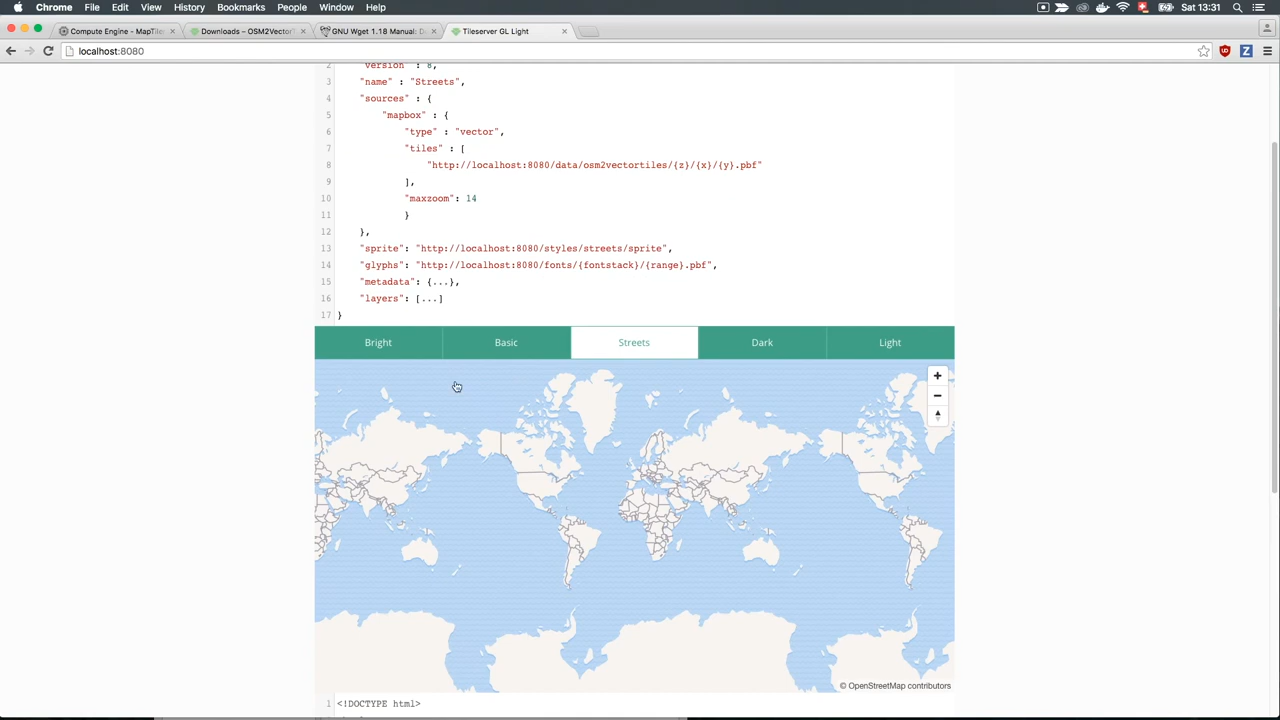 Chrome File Edit View History Bookmarks People Window Help Sat 13:31
Compute Engine - MapTile Downloads – OSM2VectorT GNU Wget 1.18 Manual: D Tileserver GL Light
localhost:8080
2 "version" : 8,
3 "name" : "Streets",
4 "sources" : {
5 "mapbox" : {
6 "type" : "vector",
7 "tiles" : [
8 "http://localhost:8080/data/osm2vectortiles/{z}/{x}/{y}.pbf"
9 ],
10 "maxzoom": 14
11 }
12 },
13 "sprite": "http://localhost:8080/styles/streets/sprite",
14 "glyphs": "http://localhost:8080/fonts/{fontstack}/{range}.pbf",
15 "metadata": {...},
16 "layers": [...]
17 }
Bright Basic Streets Dark Light
© OpenStreetMap contributors
1 <!DOCTYPE html>